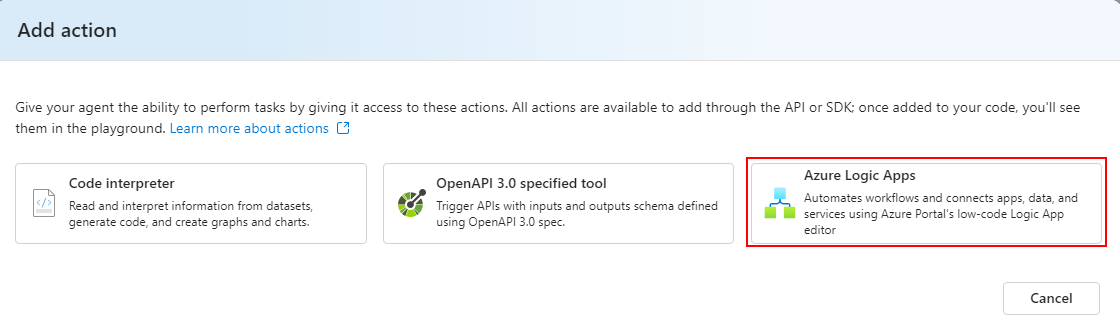 Add action
Give your agent the ability to perform tasks by giving it access to these actions. All actions are available to add through the API or SDK; once added to your code, you'll see
them in the playground. Learn more about actions
Code interpreter
Read and interpret information from datasets,
generate code, and create graphs and charts.
OpenAPI 3.0 specified tool
Trigger APIs with inputs and outputs schema defined
using OpenAPI 3.0 spec.
Azure Logic Apps
Automates workflows and connects apps, data, and
services using Azure Portal's low-code Logic App
editor
Cancel